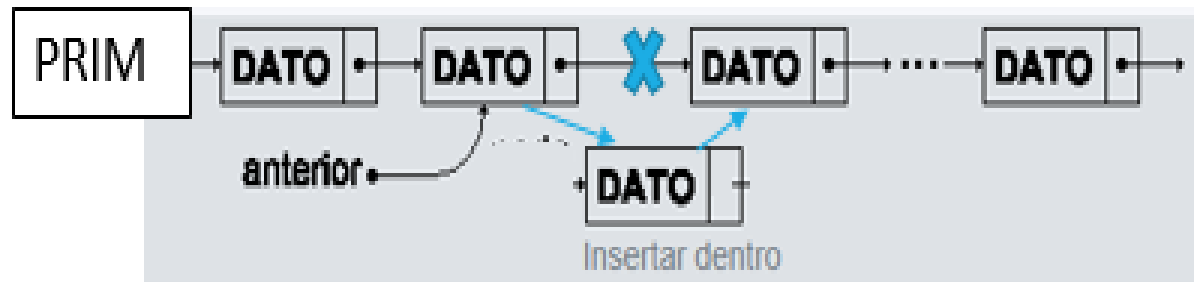 PRIM DATO DATO DATO ... DATO
anterior DATO
Insertar dentro